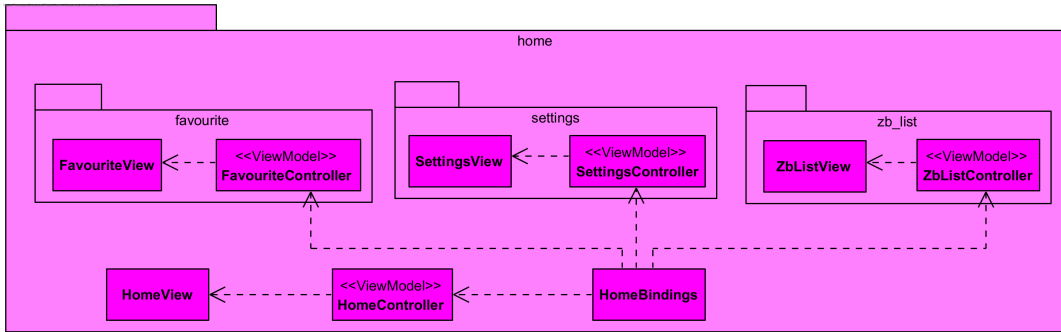 home
favourite
FavouriteView
<<ViewModel>>
FavouriteController
settings
SettingsView
<<ViewModel>>
SettingsController
zb_list
ZbListView
<<ViewModel>>
ZbListController
HomeView
<<ViewModel>>
HomeController
HomeBindings